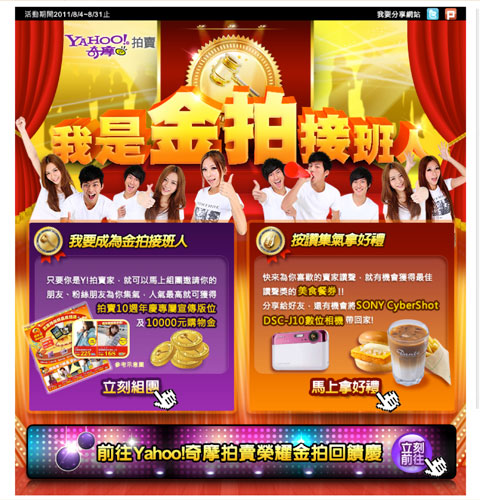 活動期間2011/8/4~8/31止
我要分享網站
YAHOO!
奇摩
拍賣
我是金拍接班人
我要成為金拍接班人
只要你是Y!拍賣家，就可以馬上組團邀請你的
朋友、粉絲朋友為你集氣，人氣最高就可獲得
拍賣10週年慶專屬宣傳版位
及10000元購物金
參考示意圖
立刻組團
按讚集氣拿好禮
快來為你喜歡的賣家讚聲，就有機會獲得最佳
讚聲獎的美食餐券!!
分享給好友，還有機會將SONY CyberShot
DSC-J10數位相機 帶回家!
馬上拿好禮
前往Yahoo!奇摩拍賣榮耀金拍回饋慶
立刻
前往